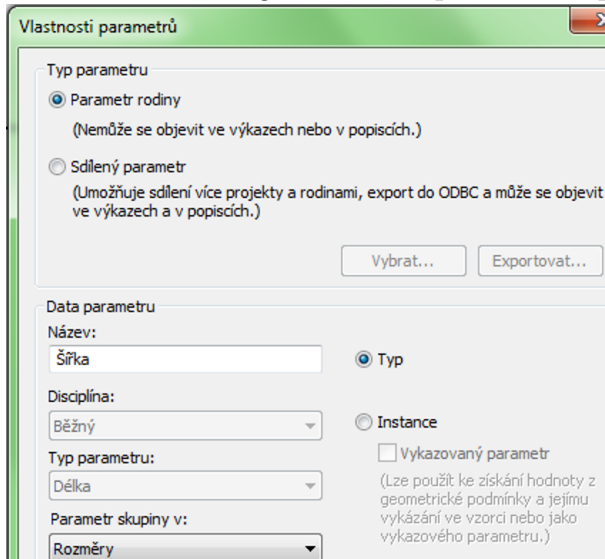 Vlastnosti parametrů
Typ parametru
Parametr rodiny
(Nemůže se objevit ve výkazech nebo v popiscích.)
Sdílený parametr
(Umožňuje sdílení více projekty a rodinami, export do ODBC a může se objevit
ve výkazech a v popiscích.)
Vybrat...
Exportovat...
Data parametru
Název:
Šířka
Typ
Disciplína:
Běžný
Instance
Vykazovaný parametr
Typ parametru:
Délka
(Lze použít ke získání hodnoty z
geometrické podmínky a jejímu
vykázání ve vzorci nebo jako
vykazového parametru.)
Parametr skupiny v:
Rozměry